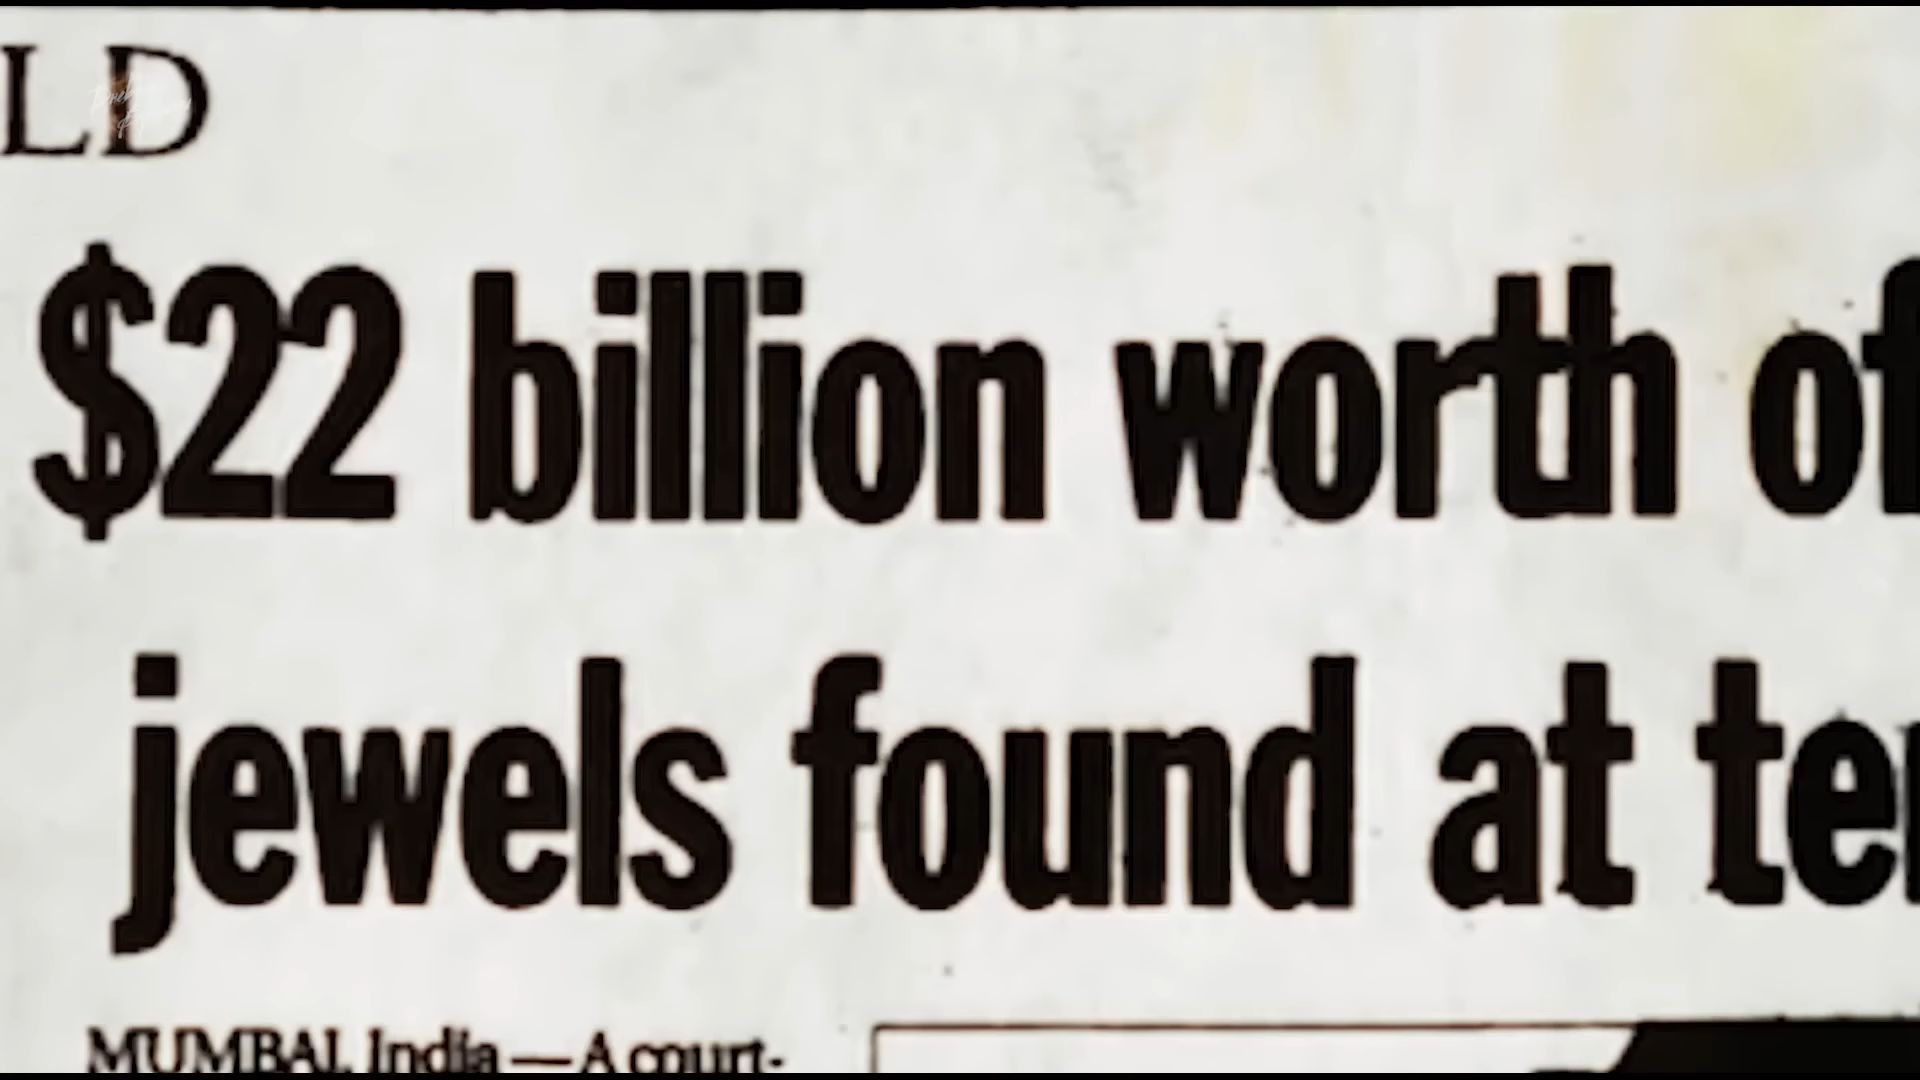 LD
$22 billion worth of
jewels found at te
MUMBAI, India — A court-